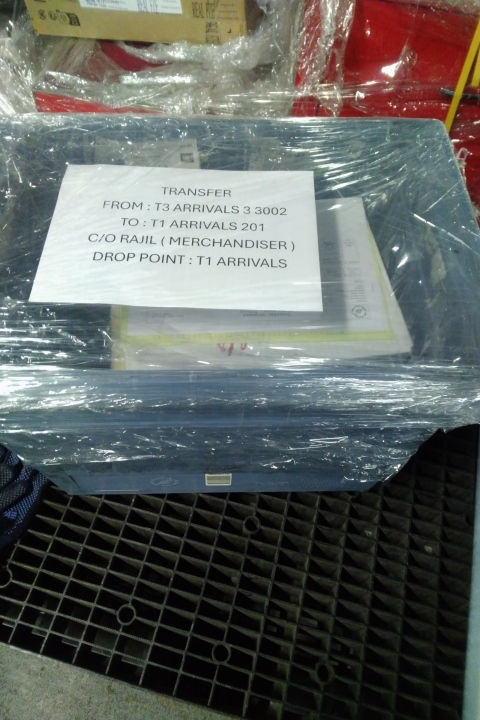 TRANSFER
FROM : T3 ARRIVALS 3 3002
TO : T1 ARRIVALS 201
C/O RAJIL ( MERCHANDISER )
DROP POINT : T1 ARRIVALS